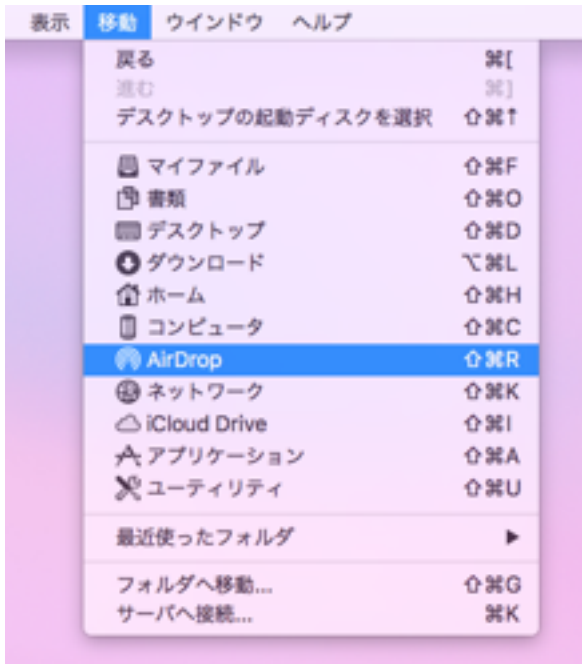 表示 移動 ウインドウ ヘルプ
戻る ⌘[
進む ⌘]
デスクトップの起動ディスクを選択 ⇧⌘↑
マイファイル ⇧⌘F
書類 ⇧⌘O
デスクトップ ⇧⌘D
ダウンロード ⌥⌘L
ホーム ⇧⌘H
コンピュータ ⇧⌘C
AirDrop ⇧⌘R
ネットワーク ⇧⌘K
iCloud Drive ⇧⌘I
アプリケーション ⇧⌘A
ユーティリティ ⇧⌘U
最近使ったフォルダ ▶
フォルダへ移動... ⇧⌘G
サーバへ接続... ⌘K